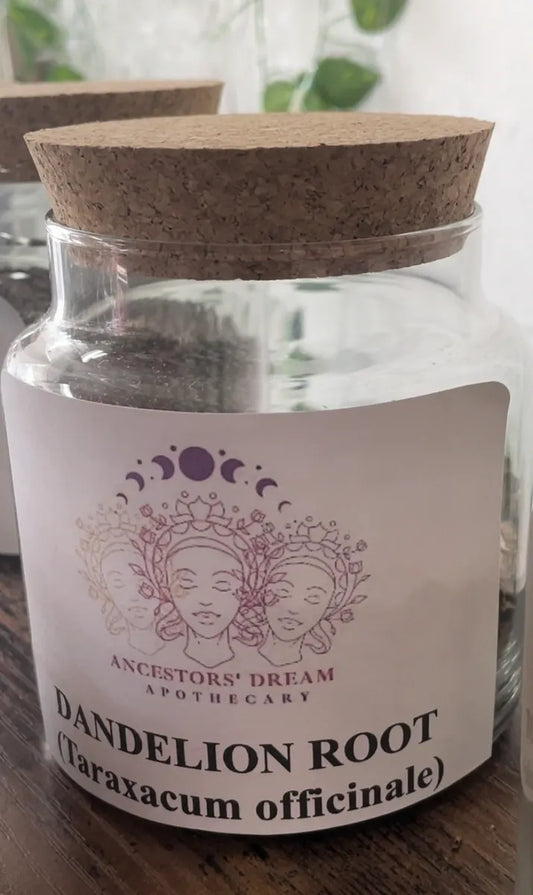 ANCESTORS' DREAM
APOTHECARY
DANDELION ROOT
(Taraxacum officinale)